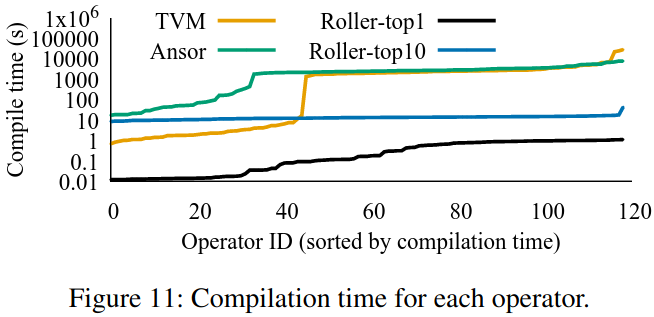 1x10⁶
100000
10000
1000
100
10
1
0.1
0.01
Compile time (s)
TVM
Roller-top1
Ansor
Roller-top10
0 20 40 60 80 100 120
Operator ID (sorted by compilation time)
Figure 11: Compilation time for each operator.